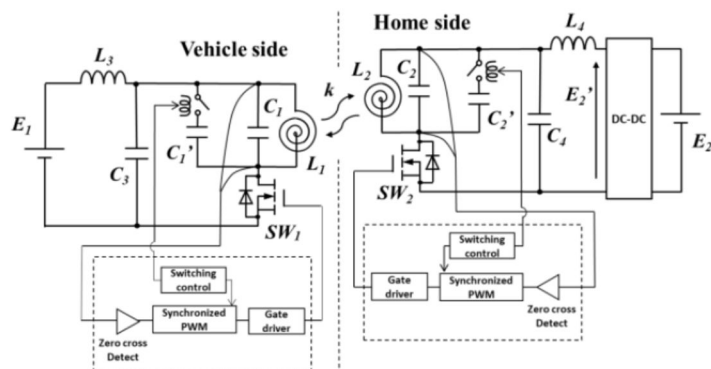 Vehicle side
Home side
L3
E1
C3
C1'
C1
L1
k
SW1
L2
C2
C2'
C4
L4
E2'
DC-DC
E2
SW2
Switching
control
Synchronized
PWM
Gate
driver
Zero cross
Detect
Switching
control
Gate
driver
Synchronized
PWM
Zero cross
Detect